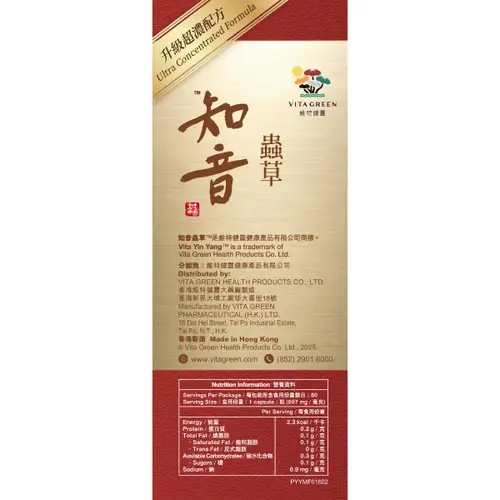 升級超濃配方
Ultra Concentrated Formula
VITAGREEN
維特健靈
™
知音
蟲草
知音蟲草™是維特健靈健康產品有限公司商標。
Vita Yin Yang™ is a trademark of
Vita Green Health Products Co. Ltd.
分銷商:維特健靈健康產品有限公司
Distributed by:
VITA GREEN HEALTH PRODUCTS CO., LTD.
香港維特健靈大藥廠製造
香港新界大埔工業邨大喜街15號
Manufactured by VITA GREEN
PHARMACEUTICAL (H.K.) LTD.
15 Dai Hei Street, Tai Po Industrial Estate,
Tai Po, N.T., H.K.
香港製造 Made in Hong Kong
© Vita Green Health Products Co. Ltd., 2025.
www.vitagreen.com (852) 2901 6000
Nutrition Information 營養資料
Servings Per Package / 每包裝所含食用份量數目:60
Serving Size / 食用份量:1 capsule / 粒 (697 mg / 毫克)
Per Serving / 每食用份量
Energy / 能量 2.3 kcal / 千卡
Protein / 蛋白質 0.2 g / 克
Total Fat / 總脂肪 0.1 g / 克
- Saturated Fat / 飽和脂肪 0.1 g / 克
- Trans Fat / 反式脂肪 0 g / 克
Available Carbohydrates / 碳水化合物 0.3 g / 克
- Sugars / 糖 0.1 g / 克
Sodium / 鈉 0.9 mg / 毫克
PYYMF01602